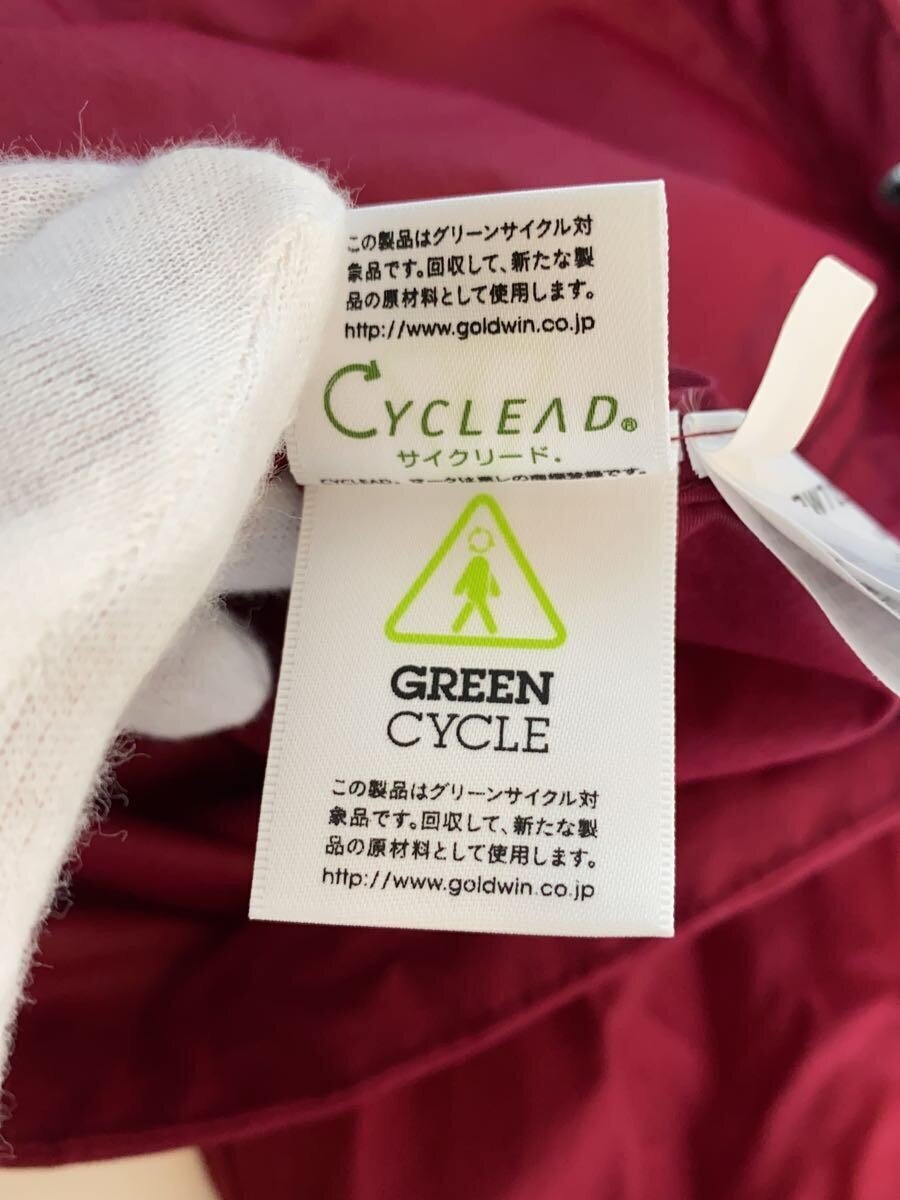 この製品はグリーンサイクル対
象品です。回収して、新たな製
品の原材料として使用します。
http://www.goldwin.co.jp
CYCLEAD®
サイクリード.
GREEN
CYCLE
この製品はグリーンサイクル対
象品です。回収して、新たな製
品の原材料として使用します。
http://www.goldwin.co.jp